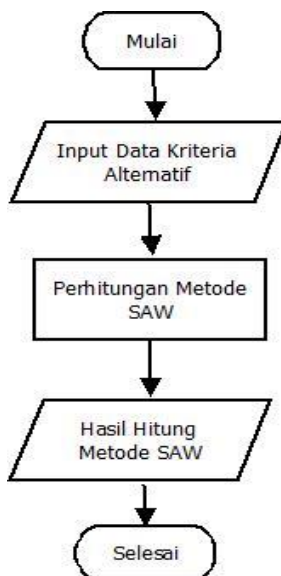 Mulai
Input Data Kriteria
Alternatif
Perhitungan Metode
SAW
Hasil Hitung
Metode SAW
Selesai